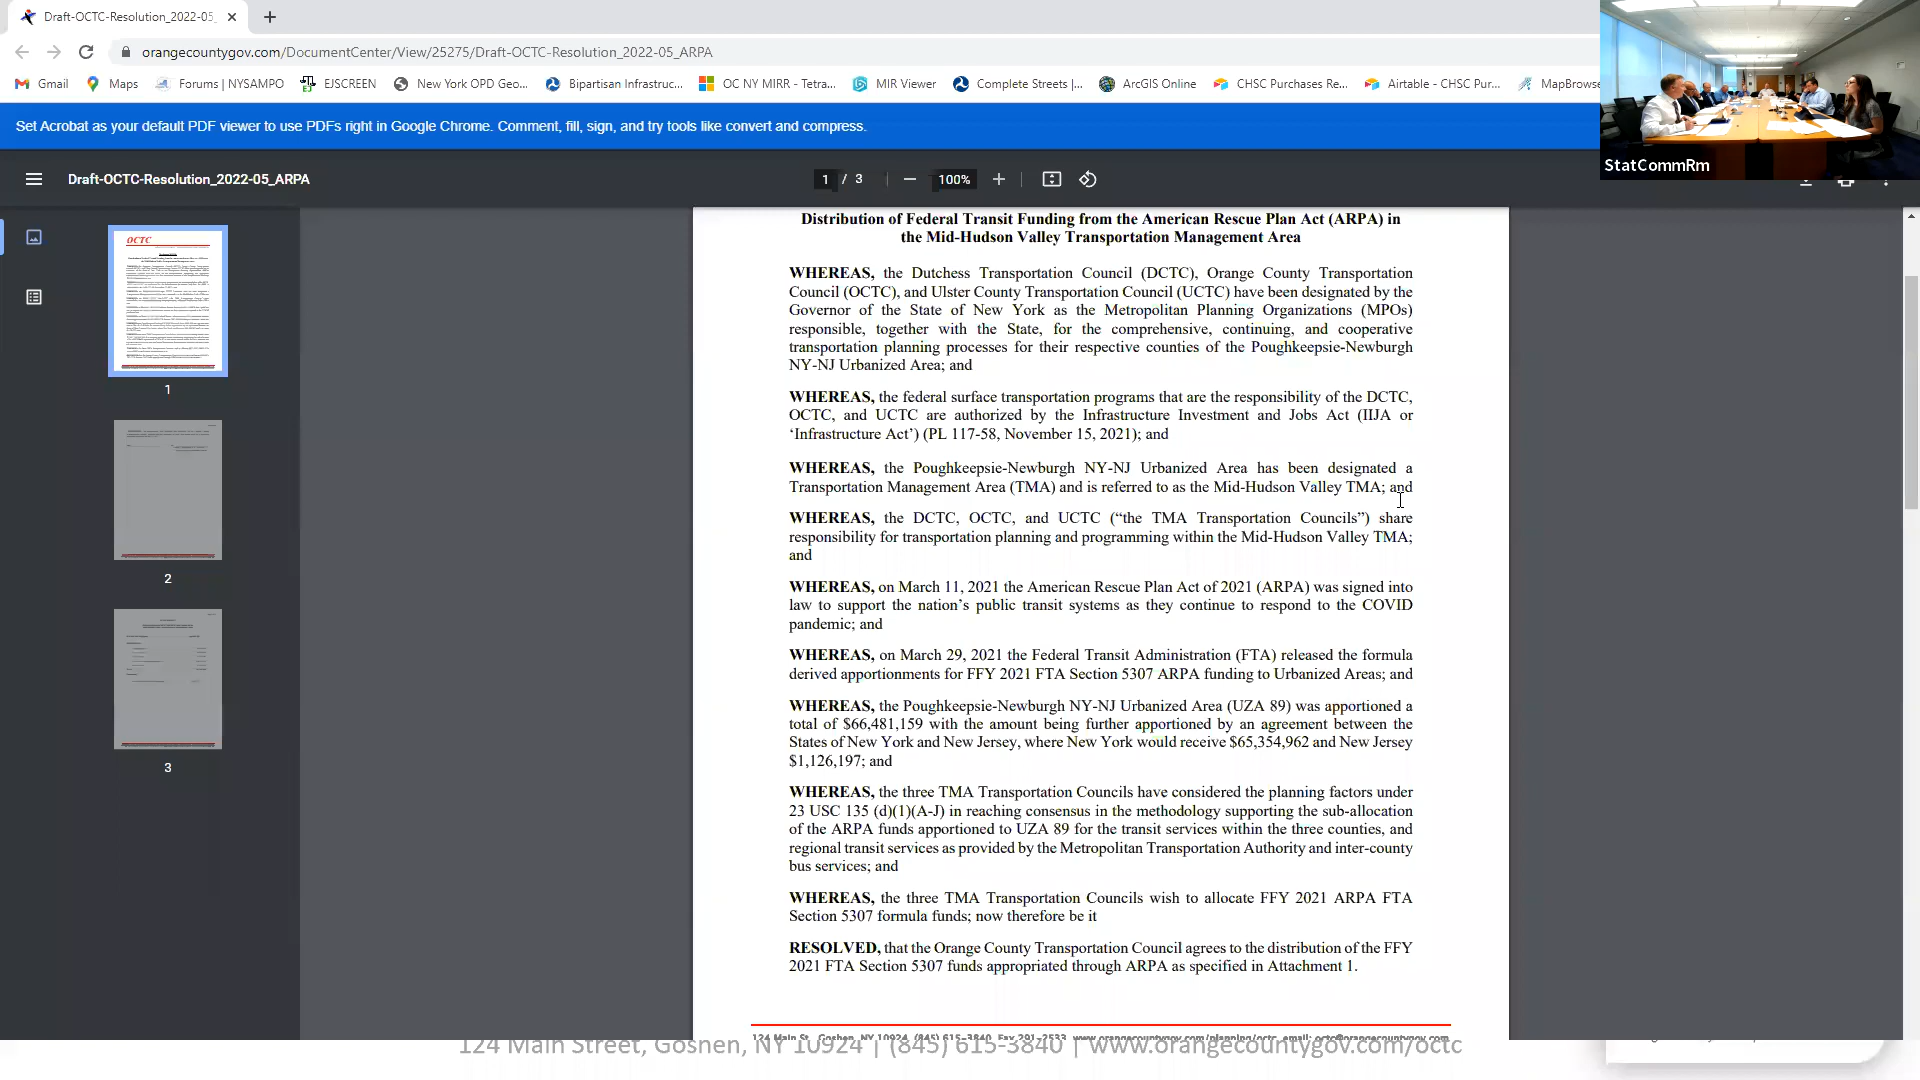 Draft-OCTC-Resolution_2022-05_
orangecountygov.com/DocumentCenter/View/25275/Draft-OCTC-Resolution_2022-05_ARPA
Gmail Maps Forums | NYSAMPO EJSCREEN New York OPD Geo... Bipartisan Infrastruc... OC NY MIRR - Tetra... MIR Viewer Complete Streets |... ArcGIS Online CHSC Purchases Re... Airtable - CHSC Pur... MapBrowse
Set Acrobat as your default PDF viewer to use PDFs right in Google Chrome. Comment, fill, sign, and try tools like convert and compress.
StatCommRm
Draft-OCTC-Resolution_2022-05_ARPA
1 / 3
100%
OCTC
1
2
3
Distribution of Federal Transit Funding from the American Rescue Plan Act (ARPA) in
the Mid-Hudson Valley Transportation Management Area
WHEREAS, the Dutchess Transportation Council (DCTC), Orange County Transportation
Council (OCTC), and Ulster County Transportation Council (UCTC) have been designated by the
Governor of the State of New York as the Metropolitan Planning Organizations (MPOs)
responsible, together with the State, for the comprehensive, continuing, and cooperative
transportation planning processes for their respective counties of the Poughkeepsie-Newburgh
NY-NJ Urbanized Area; and
WHEREAS, the federal surface transportation programs that are the responsibility of the DCTC,
OCTC, and UCTC are authorized by the Infrastructure Investment and Jobs Act (IIJA or
‘Infrastructure Act’) (PL 117-58, November 15, 2021); and
WHEREAS, the Poughkeepsie-Newburgh NY-NJ Urbanized Area has been designated a
Transportation Management Area (TMA) and is referred to as the Mid-Hudson Valley TMA; and
WHEREAS, the DCTC, OCTC, and UCTC (“the TMA Transportation Councils”) share
responsibility for transportation planning and programming within the Mid-Hudson Valley TMA;
and
WHEREAS, on March 11, 2021 the American Rescue Plan Act of 2021 (ARPA) was signed into
law to support the nation’s public transit systems as they continue to respond to the COVID
pandemic; and
WHEREAS, on March 29, 2021 the Federal Transit Administration (FTA) released the formula
derived apportionments for FFY 2021 FTA Section 5307 ARPA funding to Urbanized Areas; and
WHEREAS, the Poughkeepsie-Newburgh NY-NJ Urbanized Area (UZA 89) was apportioned a
total of $66,481,159 with the amount being further apportioned by an agreement between the
States of New York and New Jersey, where New York would receive $65,354,962 and New Jersey
$1,126,197; and
WHEREAS, the three TMA Transportation Councils have considered the planning factors under
23 USC 135 (d)(1)(A-J) in reaching consensus in the methodology supporting the sub-allocation
of the ARPA funds apportioned to UZA 89 for the transit services within the three counties, and
regional transit services as provided by the Metropolitan Transportation Authority and inter-county
bus services; and
WHEREAS, the three TMA Transportation Councils wish to allocate FFY 2021 ARPA FTA
Section 5307 formula funds; now therefore be it
RESOLVED, that the Orange County Transportation Council agrees to the distribution of the FFY
2021 FTA Section 5307 funds appropriated through ARPA as specified in Attachment 1.
124 Main St. Goshen, NY 10924 (845) 615-3840 Fax 291-2533 www.orangecountygov.com/planning/octc email: octc@orangecountygov.com
124 Main Street, Goshen, NY 10924 | (845) 615-3840 | www.orangecountygov.com/octc